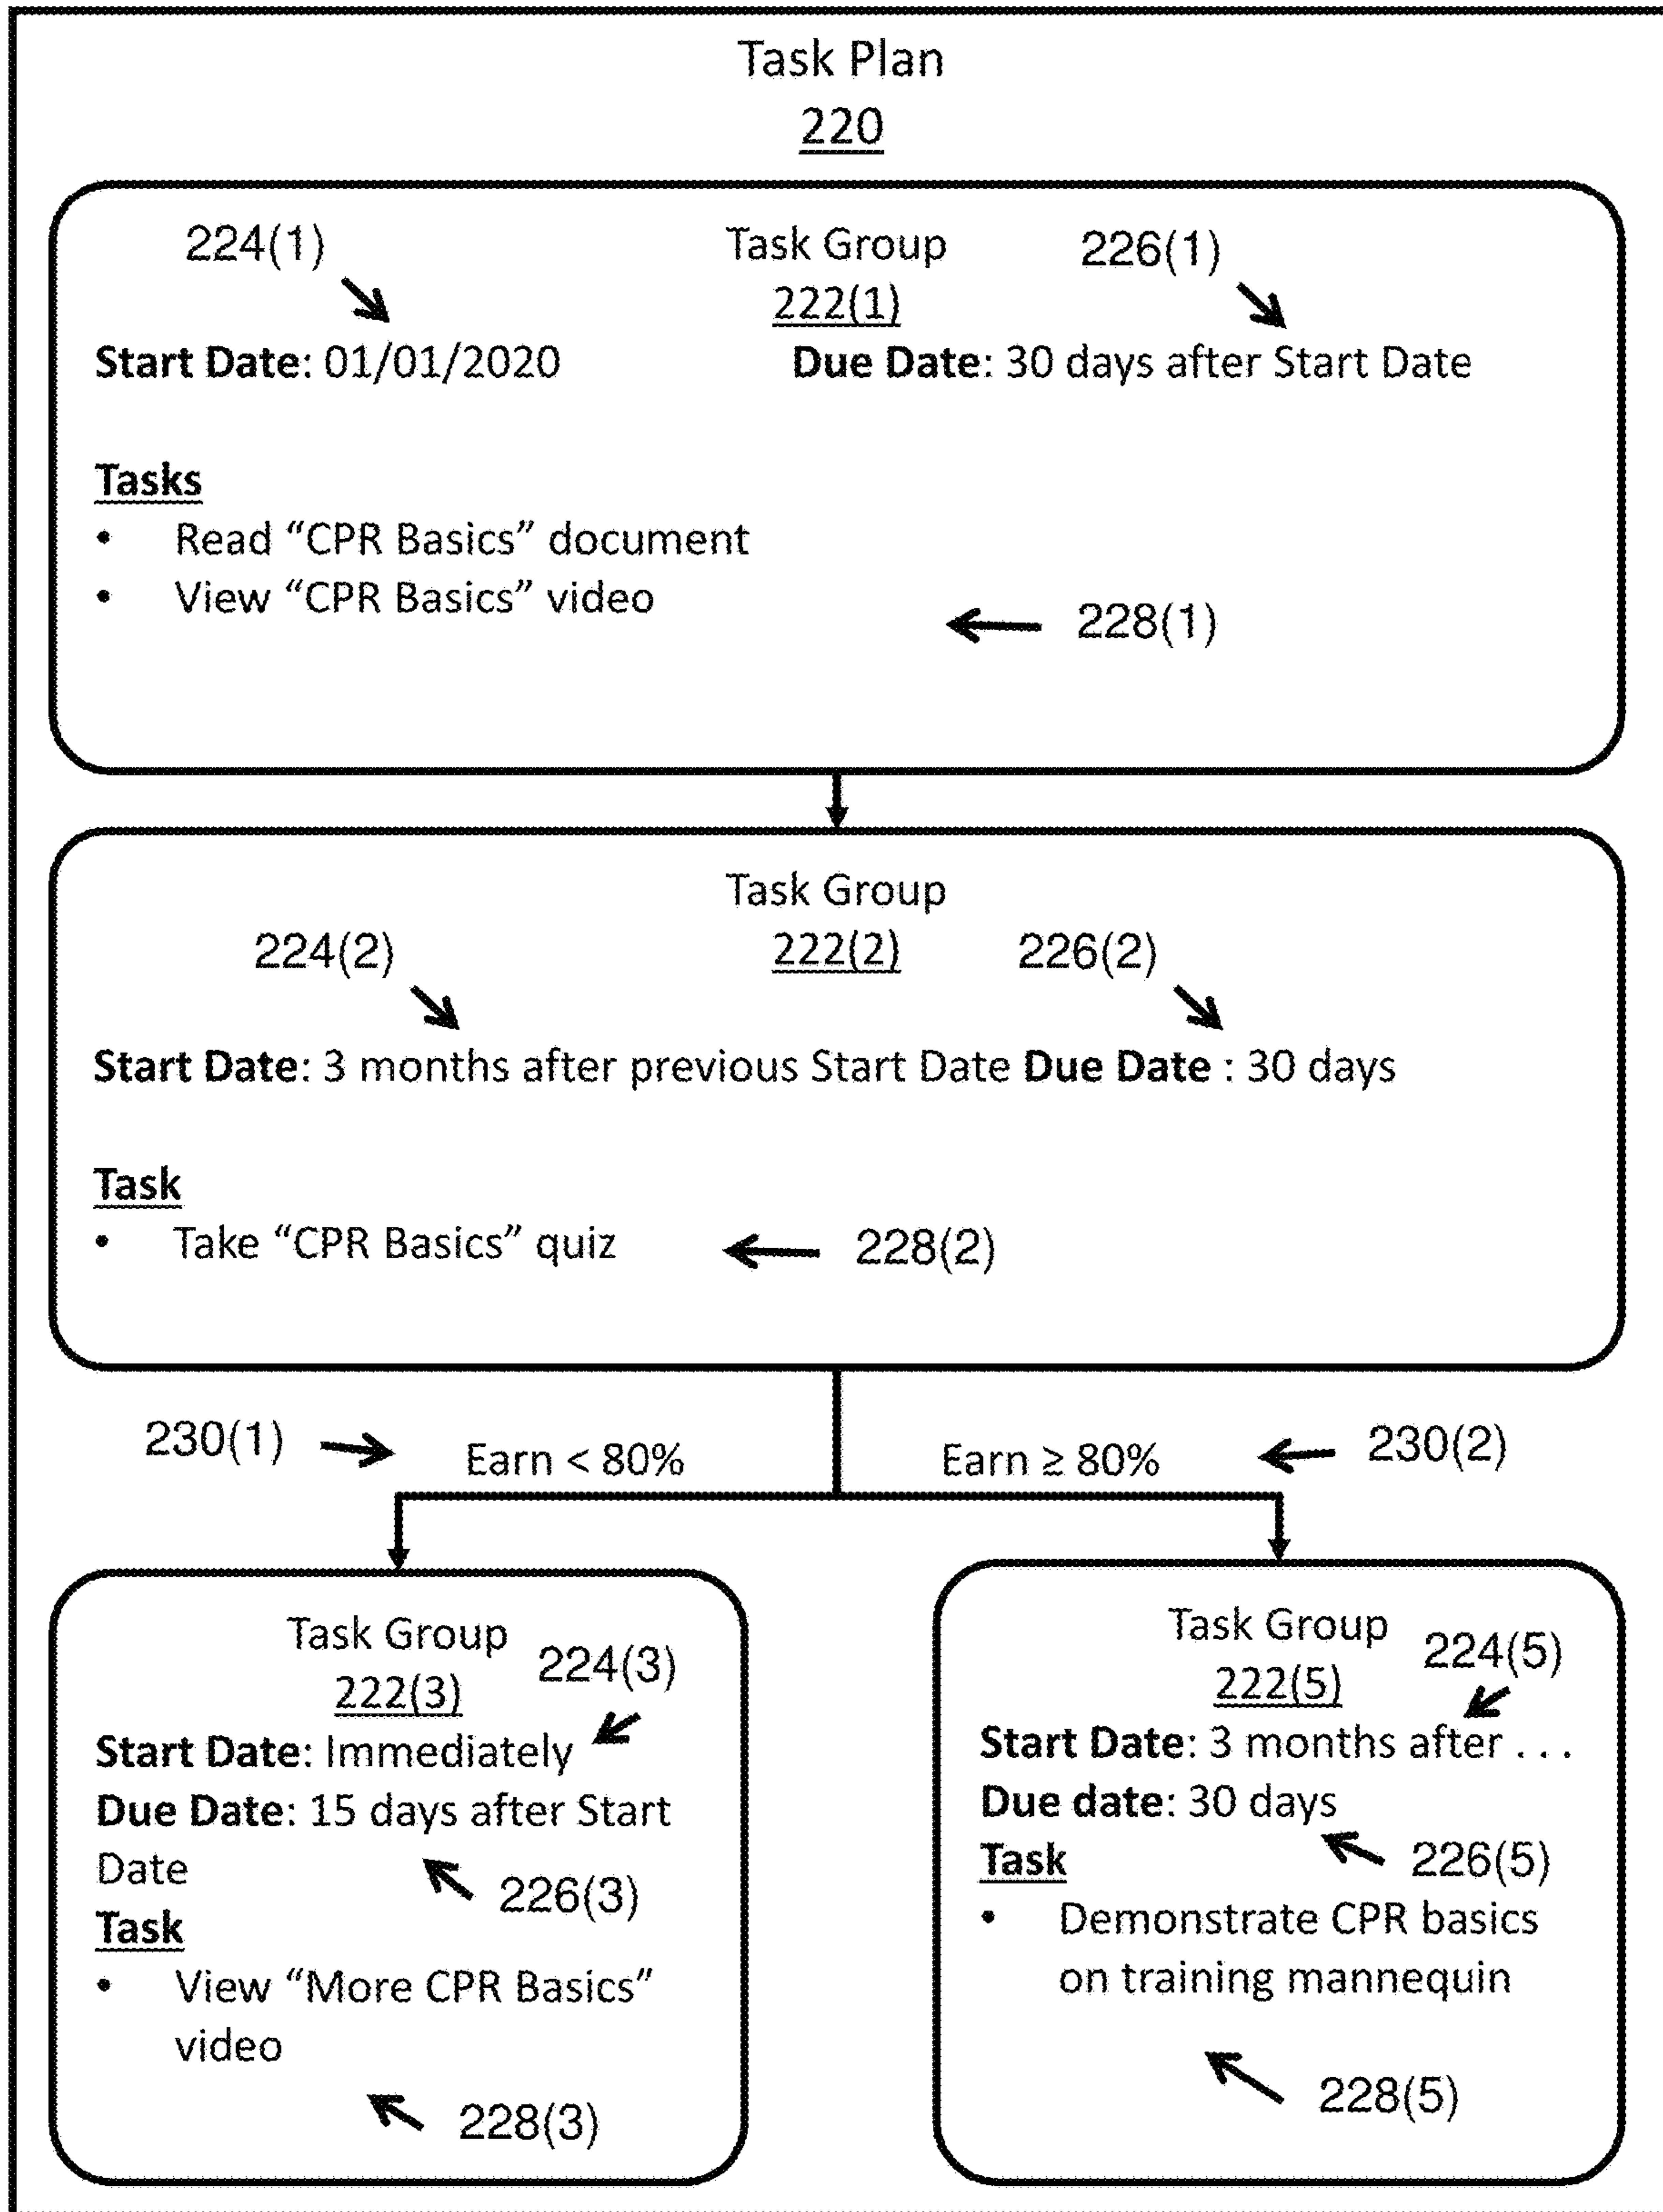 Task Plan
220
224(1)
Task Group
226(1)
222(1)
Start Date: 01/01/2020 Due Date: 30 days after Start Date
Tasks
• Read “CPR Basics” document
• View “CPR Basics” video
228(1)
Task Group
224(2) 222(2) 226(2)
Start Date: 3 months after previous Start Date Due Date : 30 days
Task
• Take “CPR Basics” quiz
228(2)
230(1) Earn < 80% Earn ≥ 80% 230(2)
Task Group
222(3)
224(3)
Start Date: Immediately
Due Date: 15 days after Start
Date
226(3)
Task
• View “More CPR Basics”
video
228(3)
Task Group
222(5)
224(5)
Start Date: 3 months after . . .
Due date: 30 days
Task
226(5)
• Demonstrate CPR basics
on training mannequin
228(5)